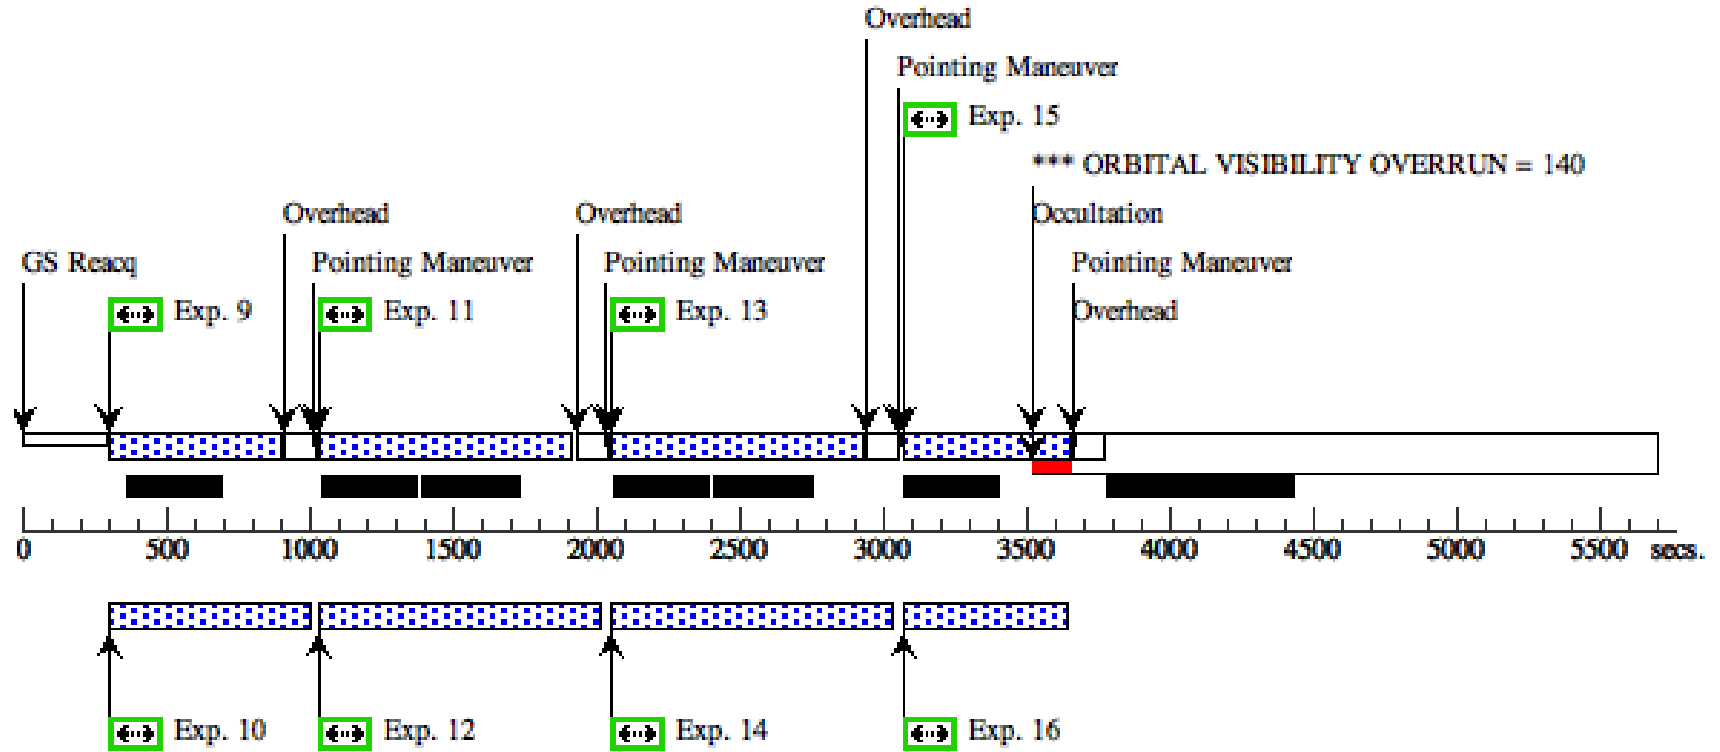 Overhead
Pointing Maneuver
Exp. 15
*** ORBITAL VISIBILITY OVERRUN = 140
Overhead Overhead Occultation
GS Reacq Pointing Maneuver Pointing Maneuver Pointing Maneuver
Exp. 9 Exp. 11 Exp. 13 Overhead
0 500 1000 1500 2000 2500 3000 3500 4000 4500 5000 5500 secs.
Exp. 10 Exp. 12 Exp. 14 Exp. 16